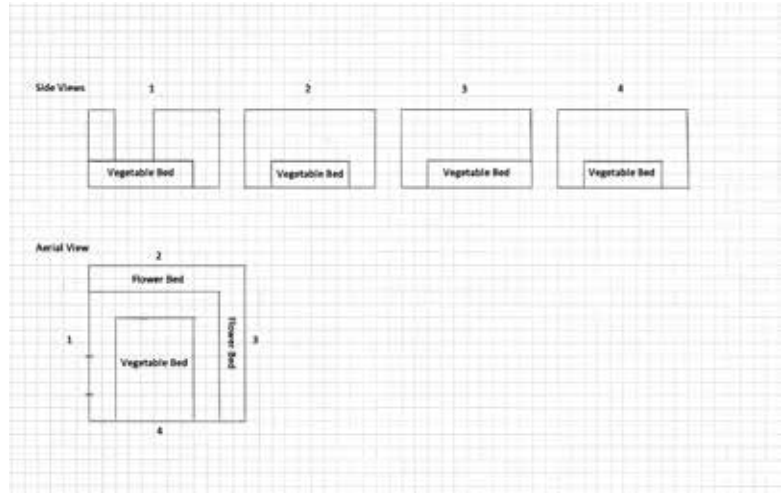 Side Views
1
2
3
4
Vegetable Bed
Vegetable Bed
Vegetable Bed
Vegetable Bed
Aerial View
2
Flower Bed
1
Vegetable Bed
Flower Bed
3
4